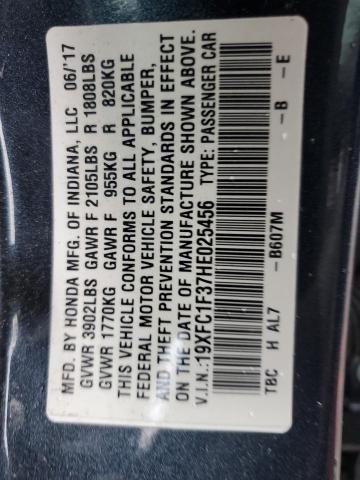 MFD. BY HONDA MFG. OF INDIANA, LLC 06/'17
GVWR 3902LBS GAWR F 2105LBS R 1808LBS
GVWR 1770KG GAWR F 955KG R 820KG
THIS VEHICLE CONFORMS TO ALL APPLICABLE
FEDERAL MOTOR VEHICLE SAFETY, BUMPER,
AND THEFT PREVENTION STANDARDS IN EFFECT
ON THE DATE OF MANUFACTURE SHOWN ABOVE.
V.I.N.:19XFC1F37HE025456 TYPE: PASSENGER CAR
TBC H AL7 - B607M - B - E